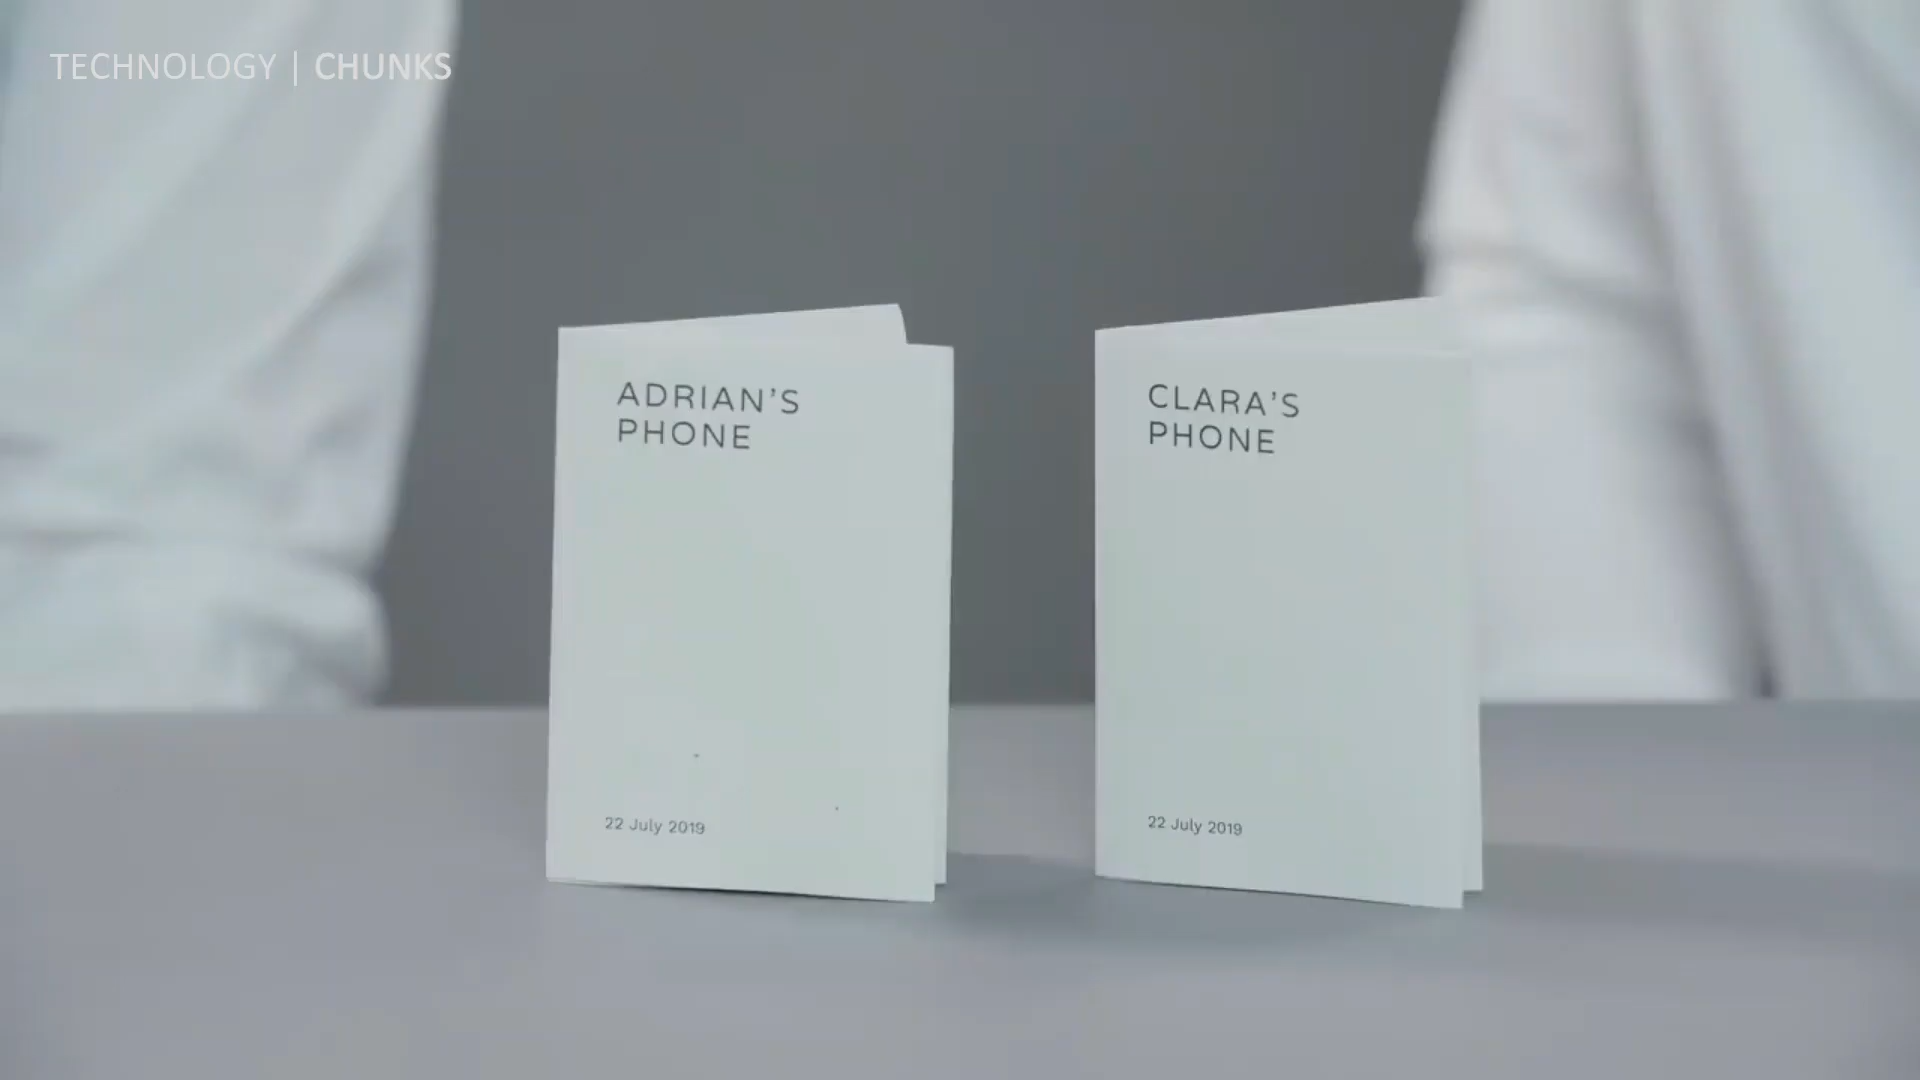 TECHNOLOGY | CHUNKS
ADRIAN'S
PHONE
22 July 2019
CLARA'S
PHONE
22 July 2019